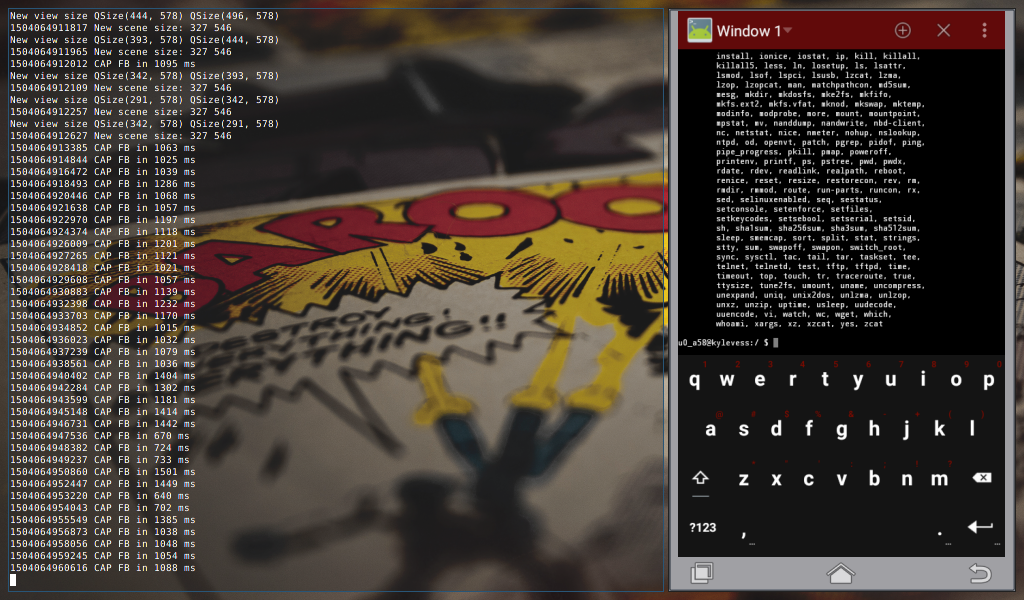 New view size QSize(444, 578) QSize(496, 578)
1504064911817 New scene size: 327 546
New view size QSize(393, 578) QSize(444, 578)
1504064911965 New scene size: 327 546
1504064912012 CAP FB in 1095 ms
New view size QSize(342, 578) QSize(393, 578)
1504064912109 New scene size: 327 546
New view size QSize(291, 578) QSize(342, 578)
1504064912257 New scene size: 327 546
New view size QSize(342, 578) QSize(291, 578)
1504064912627 New scene size: 327 546
1504064913385 CAP FB in 1063 ms
1504064914844 CAP FB in 1025 ms
1504064916472 CAP FB in 1039 ms
1504064918493 CAP FB in 1286 ms
1504064920446 CAP FB in 1068 ms
1504064921638 CAP FB in 1057 ms
1504064922970 CAP FB in 1197 ms
1504064924374 CAP FB in 1118 ms
1504064926009 CAP FB in 1201 ms
1504064927265 CAP FB in 1121 ms
1504064928418 CAP FB in 1021 ms
1504064929608 CAP FB in 1057 ms
1504064930883 CAP FB in 1139 ms
1504064932398 CAP FB in 1232 ms
1504064933703 CAP FB in 1170 ms
1504064934852 CAP FB in 1015 ms
1504064936023 CAP FB in 1032 ms
1504064937239 CAP FB in 1079 ms
1504064938561 CAP FB in 1036 ms
1504064940402 CAP FB in 1404 ms
1504064942284 CAP FB in 1302 ms
1504064943599 CAP FB in 1181 ms
1504064945148 CAP FB in 1414 ms
1504064946731 CAP FB in 1442 ms
1504064947536 CAP FB in 670 ms
1504064948382 CAP FB in 724 ms
1504064949237 CAP FB in 733 ms
1504064950860 CAP FB in 1501 ms
1504064952447 CAP FB in 1449 ms
1504064953220 CAP FB in 640 ms
1504064954043 CAP FB in 702 ms
1504064955549 CAP FB in 1385 ms
1504064956873 CAP FB in 1038 ms
1504064958056 CAP FB in 1048 ms
1504064959245 CAP FB in 1054 ms
1504064960616 CAP FB in 1088 ms
AROO
DESTROY
EVERYTHING!
EVERYTHING!!
Window 1
install, ionice, iostat, ip, kill, killall,
killall5, less, ln, losetup, ls, lsattr,
lsmod, lsof, lspci, lsusb, lzcat, lzma,
lzop, lzopcat, man, matchpathcon, md5sum,
mesg, mkdir, mkdosfs, mke2fs, mkfifo,
mkfs.ext2, mkfs.vfat, mknod, mkswap, mktemp,
modinfo, modprobe, more, mount, mountpoint,
mpstat, mv, nanddump, nandwrite, nbd-client,
nc, netstat, nice, nmeter, nohup, nslookup,
ntpd, od, openvt, patch, pgrep, pidof, ping,
pipe_progress, pkill, pmap, poweroff,
printenv, printf, ps, pstree, pwd, pwdx,
rdate, rdev, readlink, realpath, reboot,
renice, reset, resize, restorecon, rev, rm,
rmdir, rmmod, route, run-parts, runcon, rx,
sed, selinuxenabled, seq, sestatus,
setconsole, setenforce, setfiles,
setkeycodes, setsebool, setserial, setsid,
sh, sha1sum, sha256sum, sha3sum, sha512sum,
sleep, smemcap, sort, split, stat, strings,
stty, sum, swapoff, swapon, switch_root,
sync, sysctl, tac, tail, tar, taskset, tee,
telnet, telnetd, test, tftp, tftpd, time,
timeout, top, touch, tr, traceroute, true,
ttysize, tune2fs, umount, uname, uncompress,
unexpand, uniq, unix2dos, unlzma, unlzop,
unxz, unzip, uptime, usleep, uudecode,
uuencode, vi, watch, wc, wget, which,
whoami, xargs, xz, xzcat, yes, zcat
u0_a58@kylevess:/ $
1 2 3 4 5 6 7 8 9 0
q w e r t y u i o p
a s d f g h j k l
z x c v b n m
?123 , .